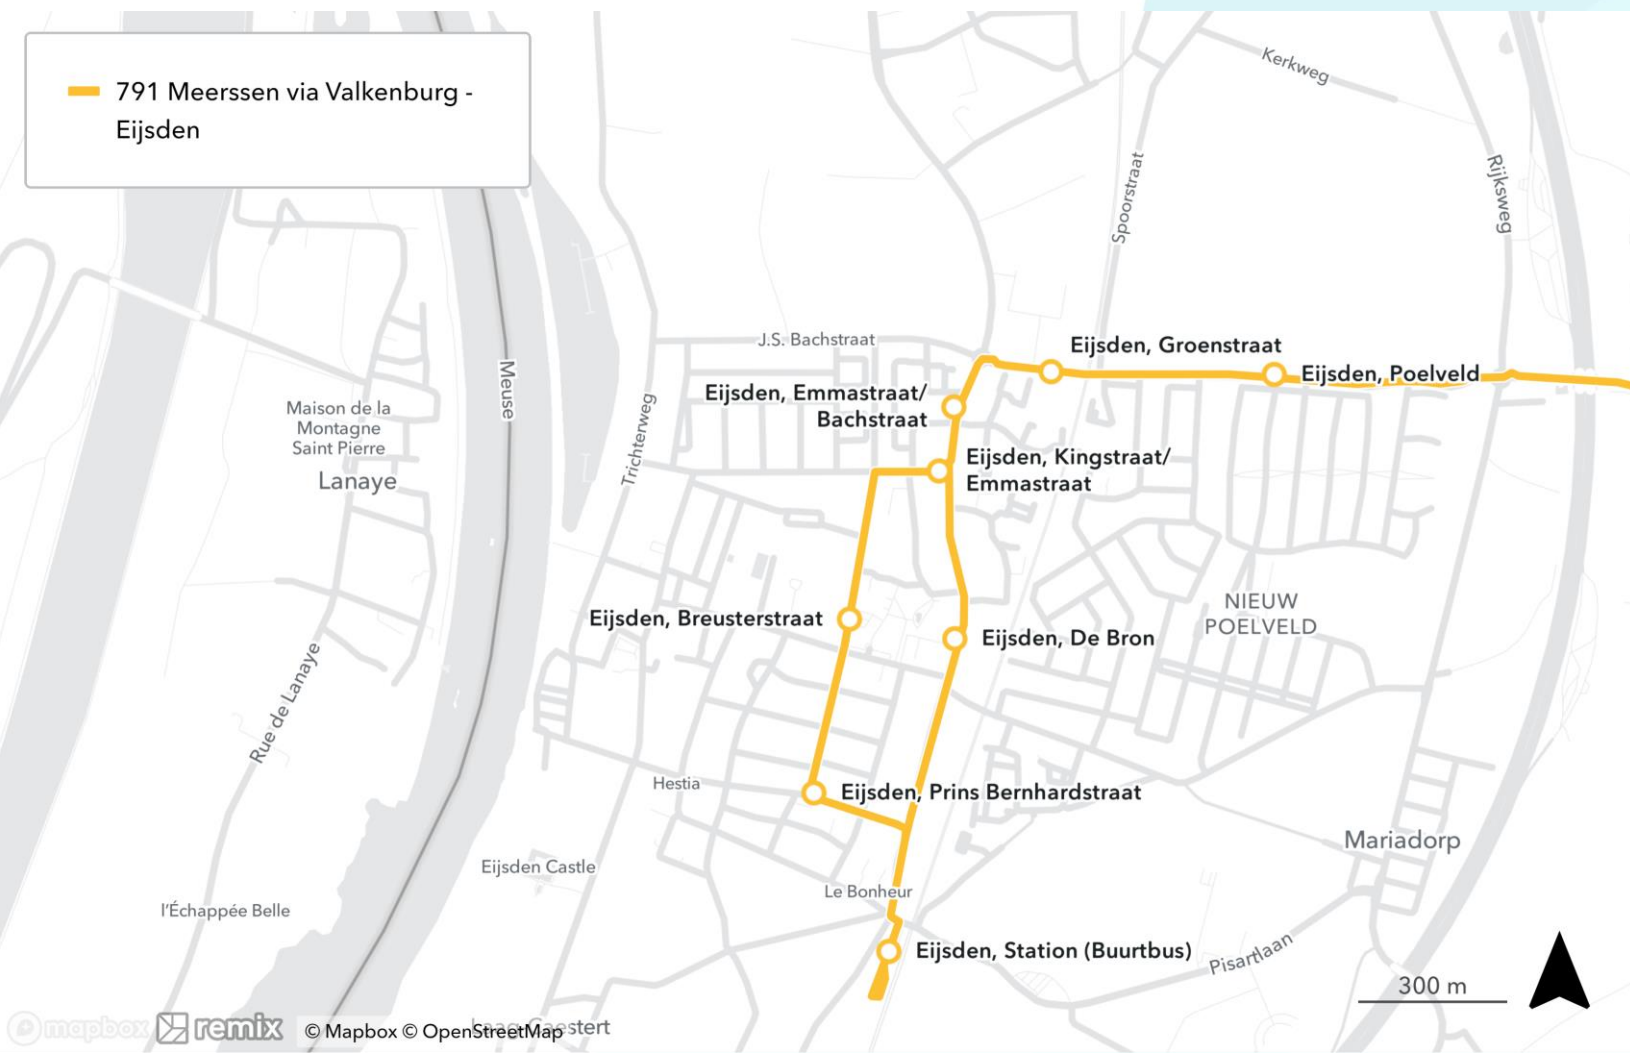 791 Meerssen via Valkenburg -
Eijsden
Kerkweg
Spoorstraat
Rijksweg
J.S. Bachstraat
Eijsden, Groenstraat
Eijsden, Poelveld
Meuse
Eijsden, Emmastraat/
Bachstraat
Maison de la
Montagne
Saint Pierre
Lanaye
Trichterweg
Eijsden, Kingstraat/
Emmastraat
NIEUW
POELVELD
Eijsden, Breusterstraat
Eijsden, De Bron
Rue de Lanaye
Hestia
Eijsden, Prins Bernhardstraat
Mariadorp
Eijsden Castle
Le Bonheur
l'Échappée Belle
Eijsden, Station (Buurtbus)
Pisartlaan
300 m
mapbox
remix
© Mapbox © OpenStreetMap